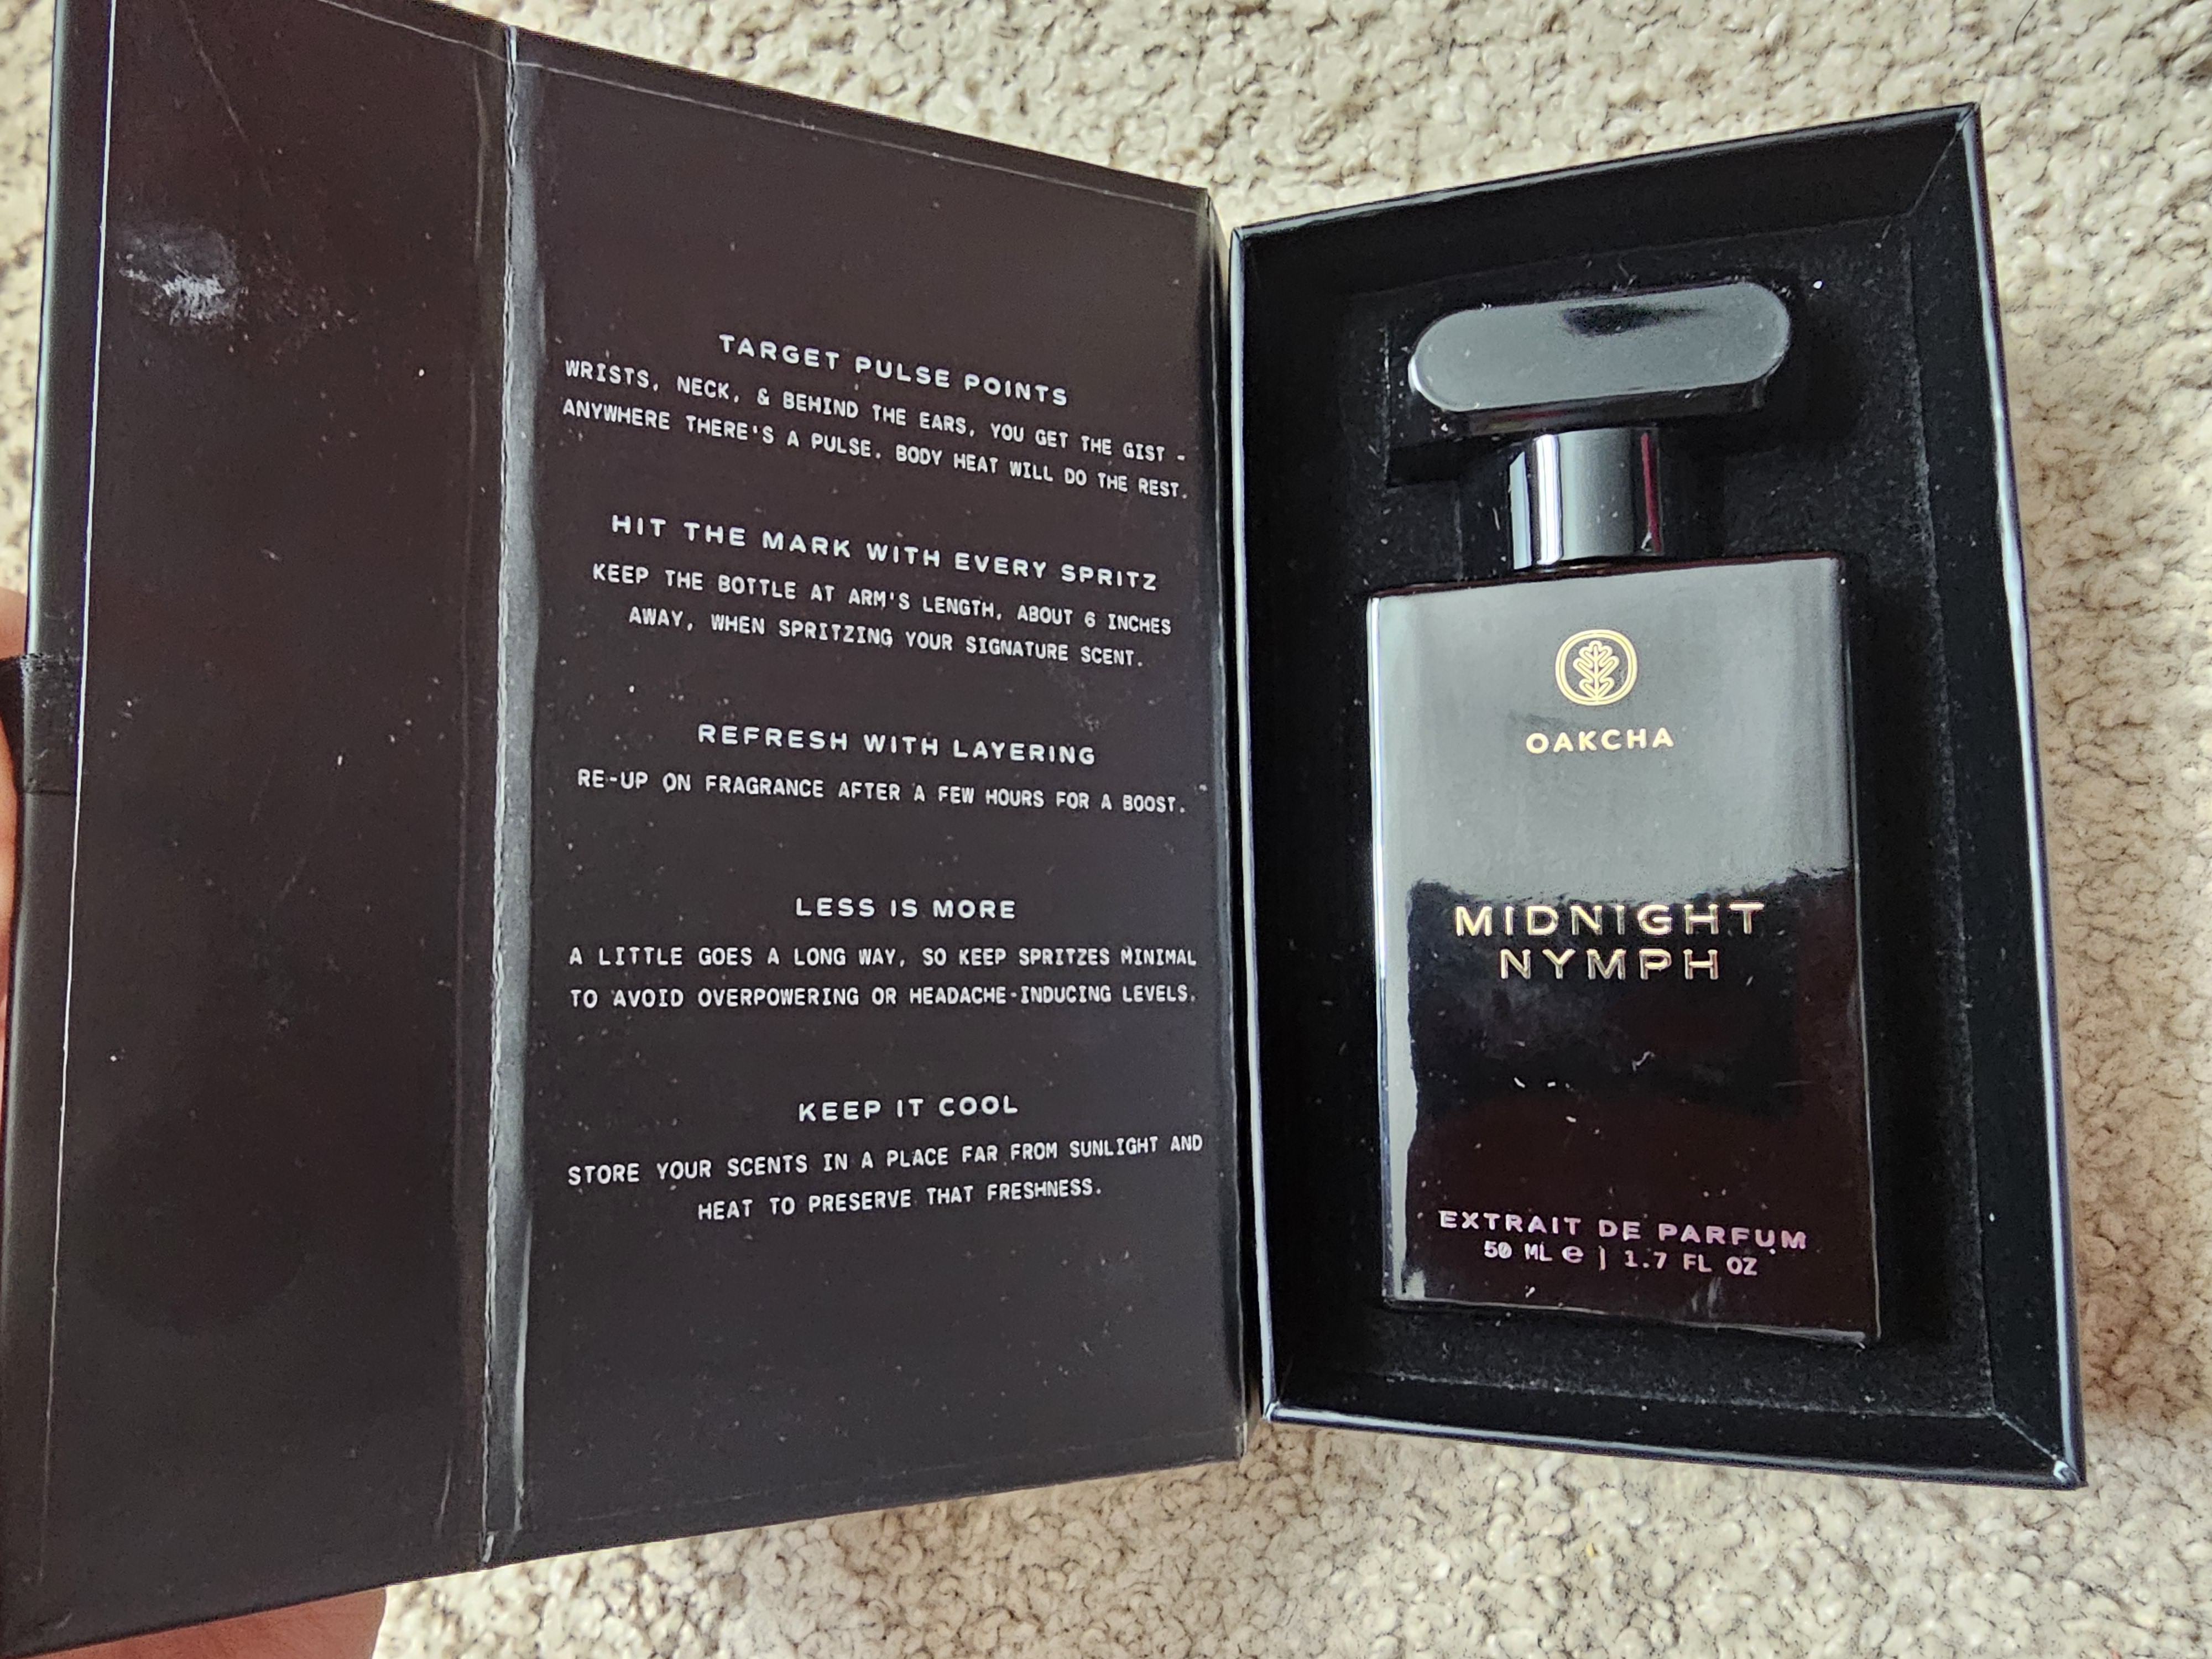 TARGET PULSE POINTS
WRISTS, NECK, & BEHIND THE EARS, YOU GET THE GIST -
ANYWHERE THERE'S A PULSE. BODY HEAT WILL DO THE REST.
HIT THE MARK WITH EVERY SPRITZ
KEEP THE BOTTLE AT ARM'S LENGTH, ABOUT 6 INCHES
AWAY, WHEN SPRITZING YOUR SIGNATURE SCENT.
REFRESH WITH LAYERING
RE-UP ON FRAGRANCE AFTER A FEW HOURS FOR A BOOST.
LESS IS MORE
A LITTLE GOES A LONG WAY, SO KEEP SPRITZES MINIMAL
TO AVOID OVERPOWERING OR HEADACHE-INDUCING LEVELS.
KEEP IT COOL
STORE YOUR SCENTS IN A PLACE FAR FROM SUNLIGHT AND
HEAT TO PRESERVE THAT FRESHNESS.
OAKCHA
MIDNIGHT
NYMPH
EXTRAIT DE PARFUM
50 ML ℮ | 1.7 FL OZ